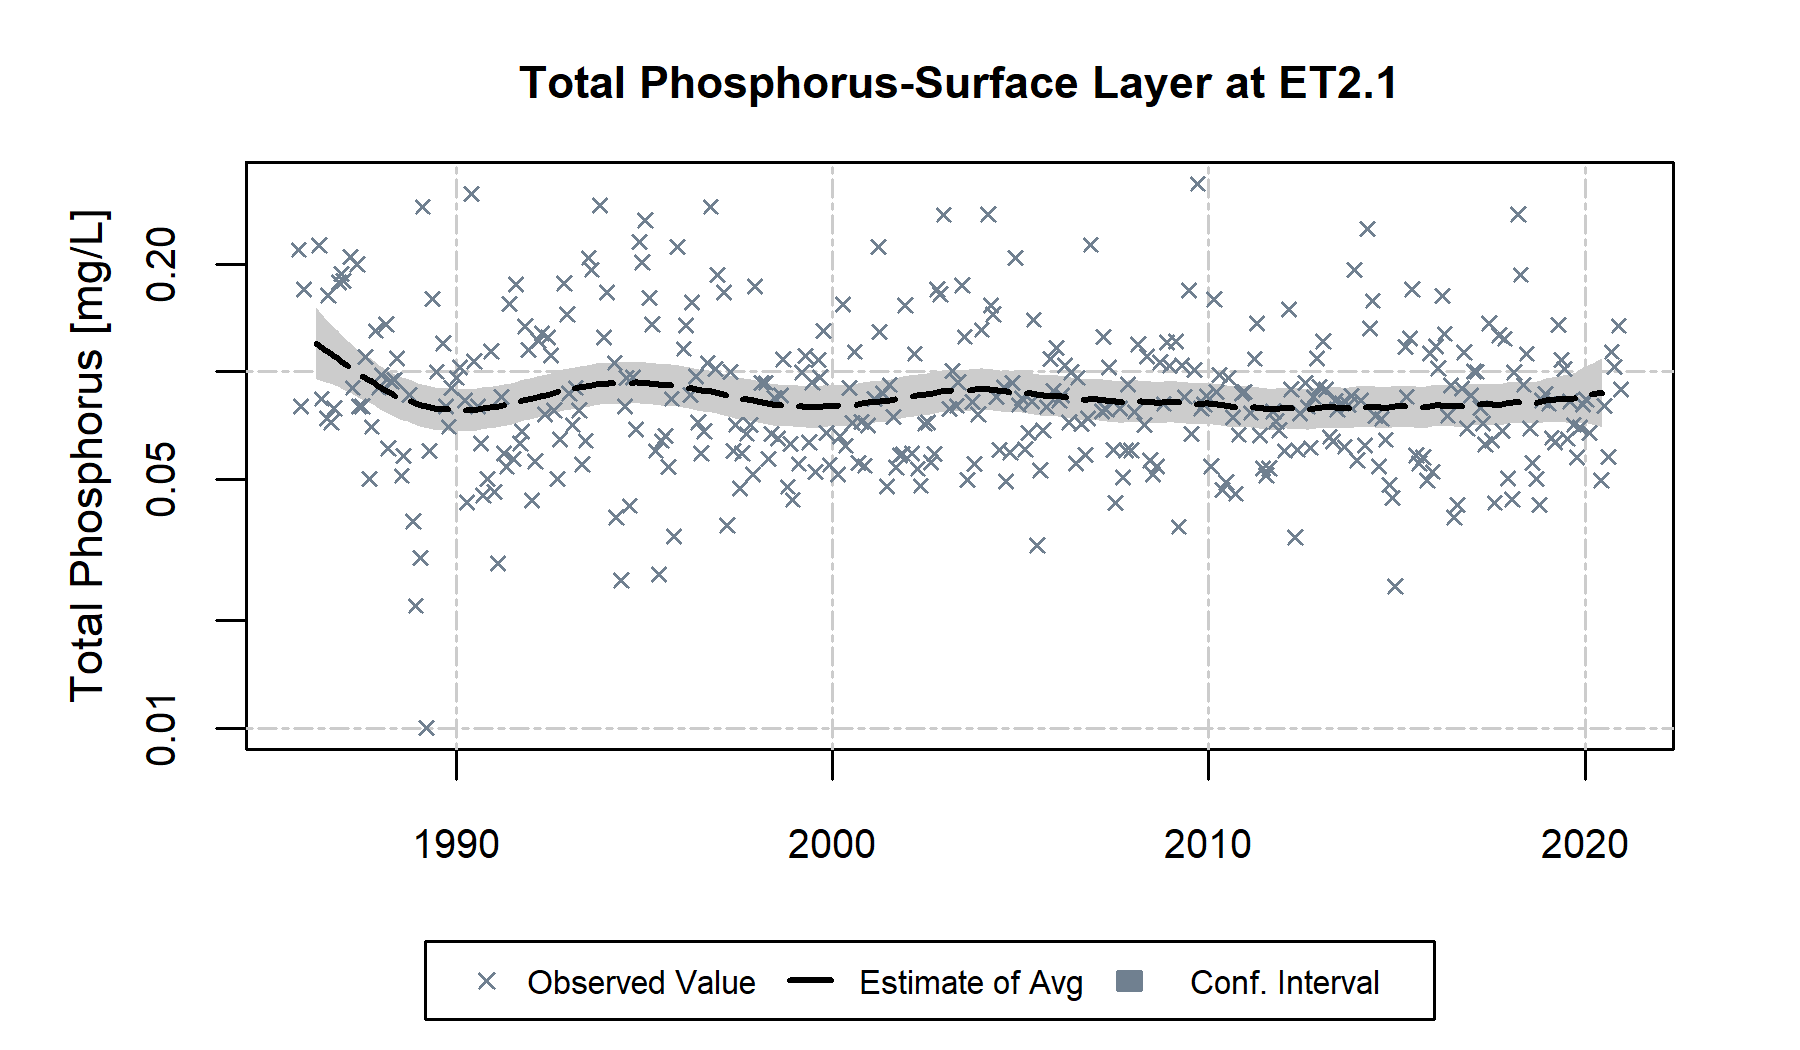 Total Phosphorus-Surface Layer at ET2.1
Total Phosphorus [mg/L]
0.20
0.05
0.01
1990 2000 2010 2020
Observed Value Estimate of Avg Conf. Interval